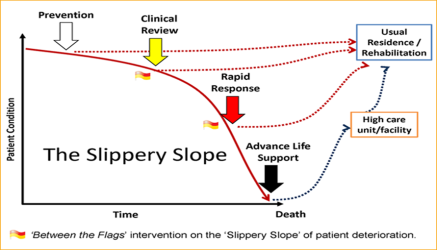 Prevention
Clinical
Review
Usual
Residence /
Rehabilitation
Rapid
Response
High care
unit/facility
Patient Condition
The Slippery Slope
Advance Life
Support
Time
Death
'Between the Flags' intervention on the 'Slippery Slope' of patient deterioration.